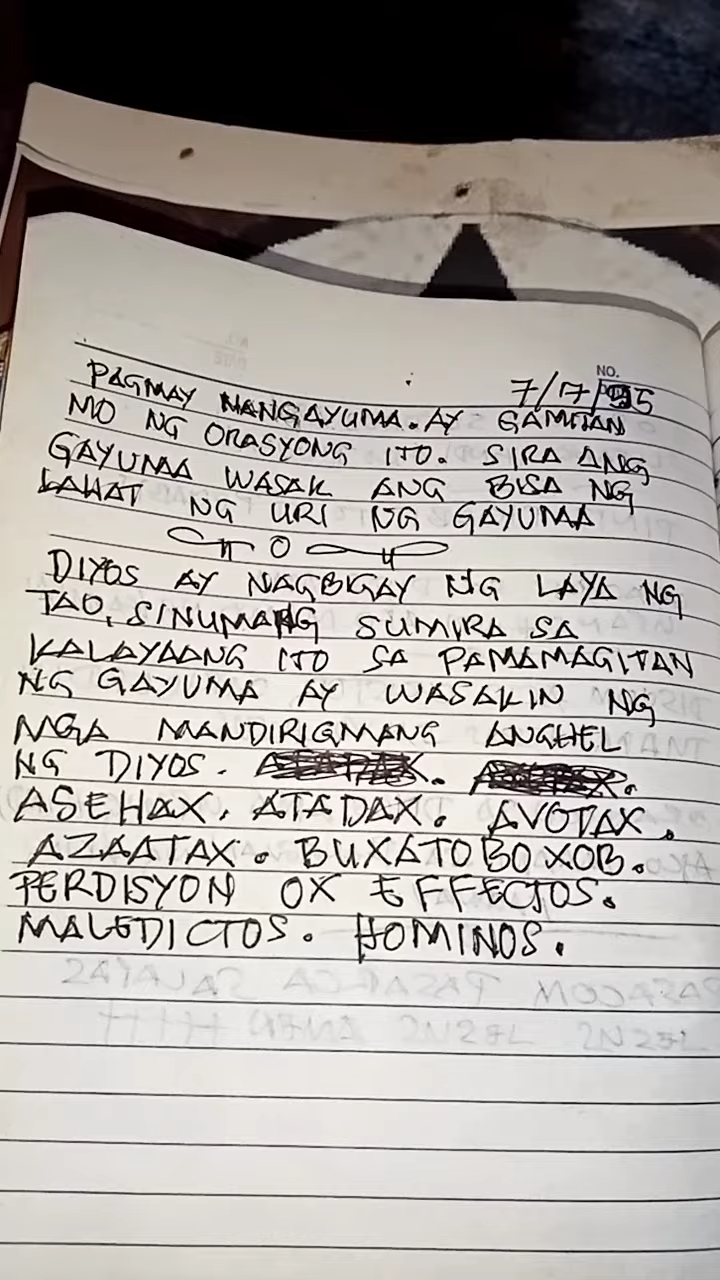 NO.
7/7/95
PAGMAY MANGAYUMA. AY GAMITAN
MO NG ORASYONG ITO. SIRA ANG
GAYUMA WASAK ANG BISA NG
LAHAT NG URI NG GAYUMA
DIYOS AY NAGBIGAY NG LAYA NG
TAO, SINUMANG SUMIRA SA
KALAYAANG ITO SA PAMAMAGITAN
NG GAYUMA AY WASAKIN NG
MGA MANDIRIGMANG ANGHEL
NG DIYOS.
ASEHAX. ATADAX. AVOTAX.
AZAATAX. BUXATOBOXOB.
PERDISYON OX EFFECTOS.
MALEDICTOS. HOMINOS.